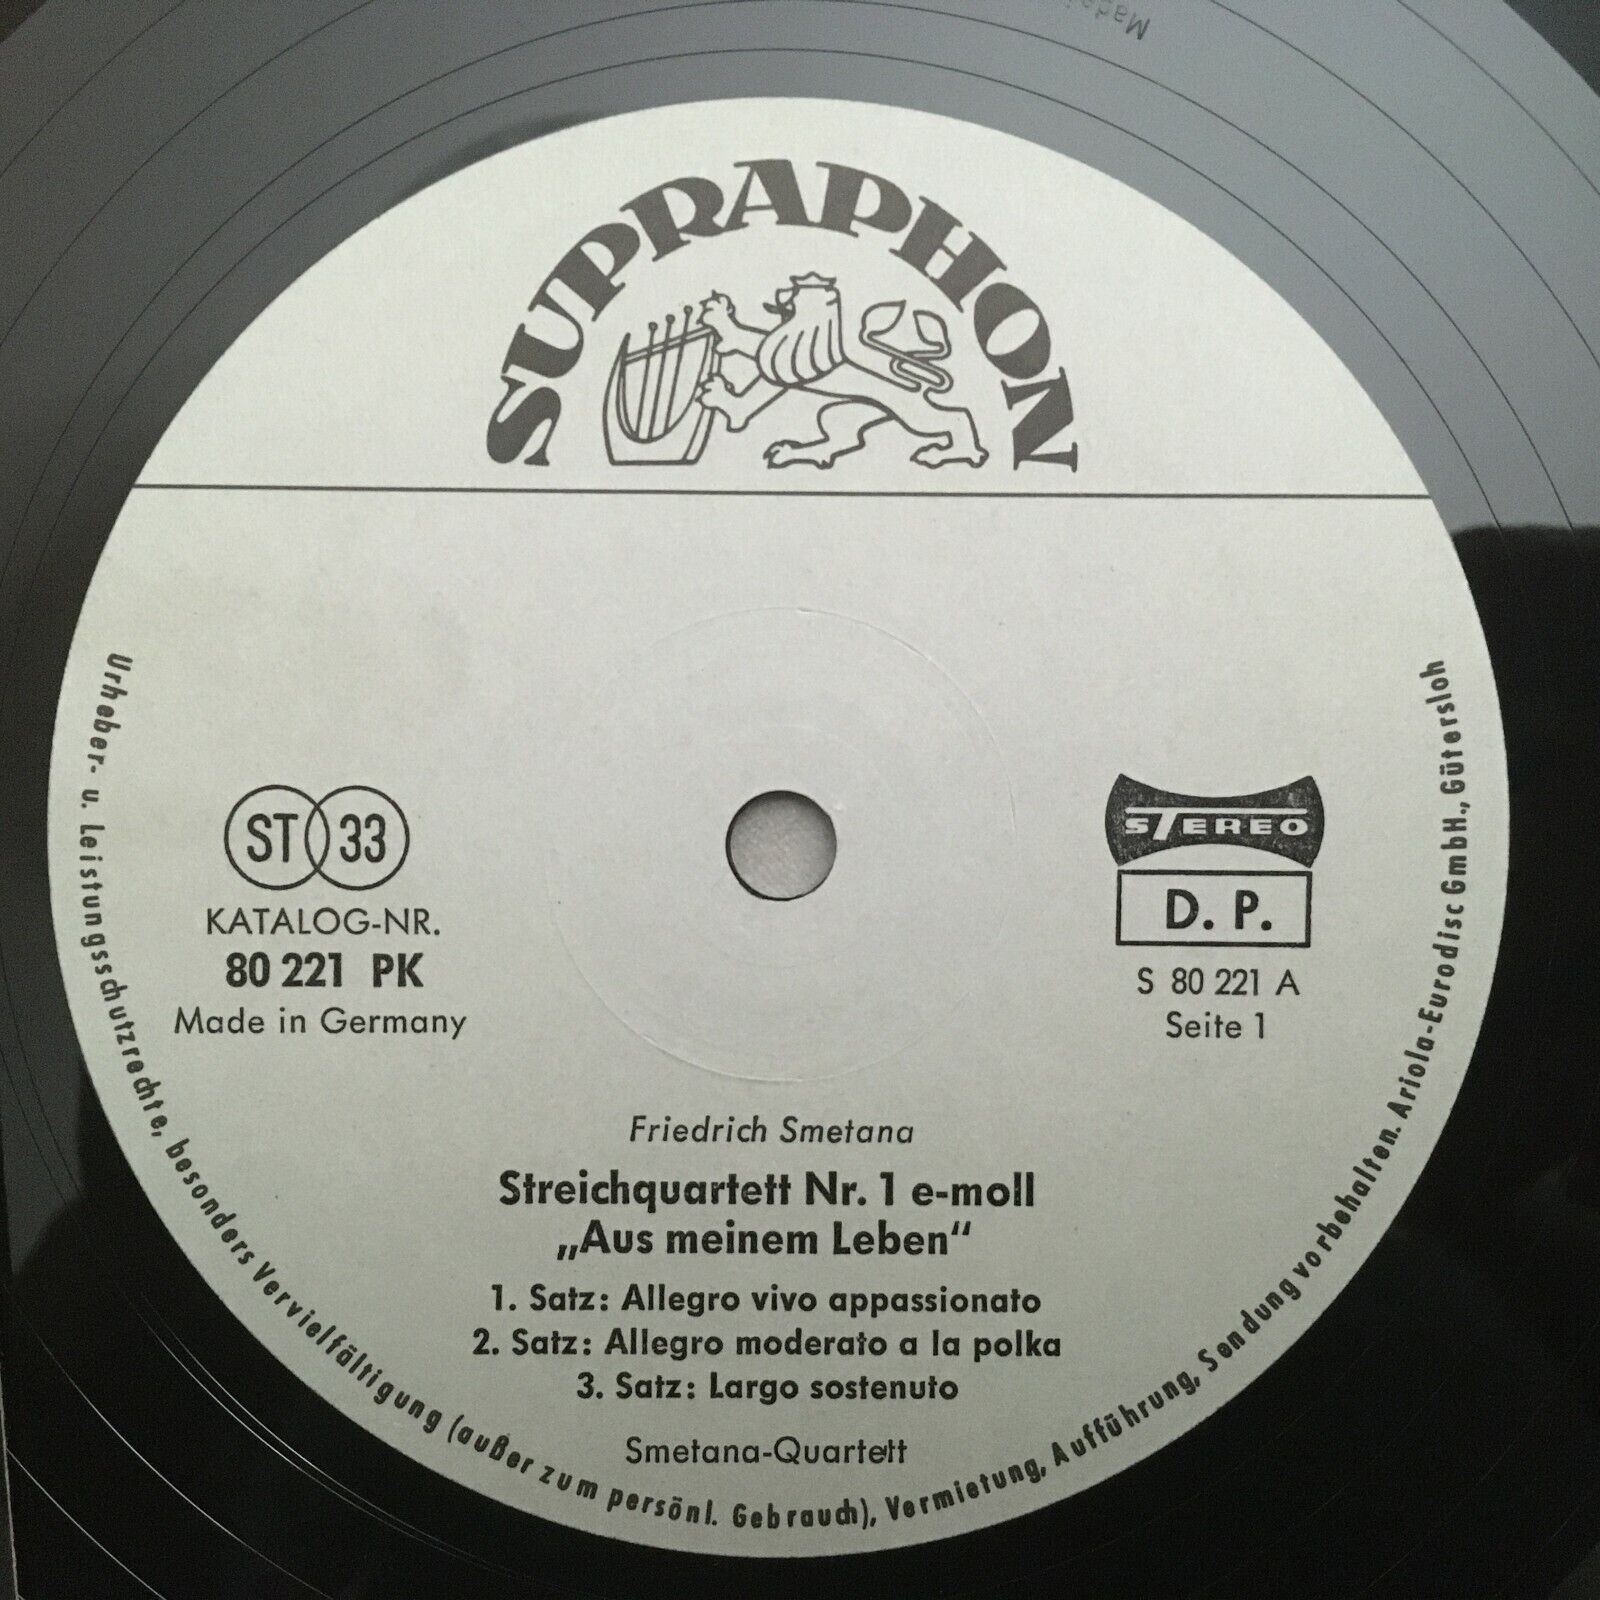 Made
SUPRAPHON
ST 33
KATALOG-NR.
80 221 PK
Made in Germany
STEREO
D. P.
S 80 221 A
Seite 1
Friedrich Smetana
Streichquartett Nr. 1 e-moll
„Aus meinem Leben“
1. Satz: Allegro vivo appassionato
2. Satz: Allegro moderato a la polka
3. Satz: Largo sostenuto
Smetana-Quartett
Urheber- u. Leistungsschutzrechte, besonders Vervielfältigung (außer zum persönl. Gebrauch), Vermietung, Aufführung, Sendung vorbehalten. Ariola-Eurodisc GmbH., Gütersloh